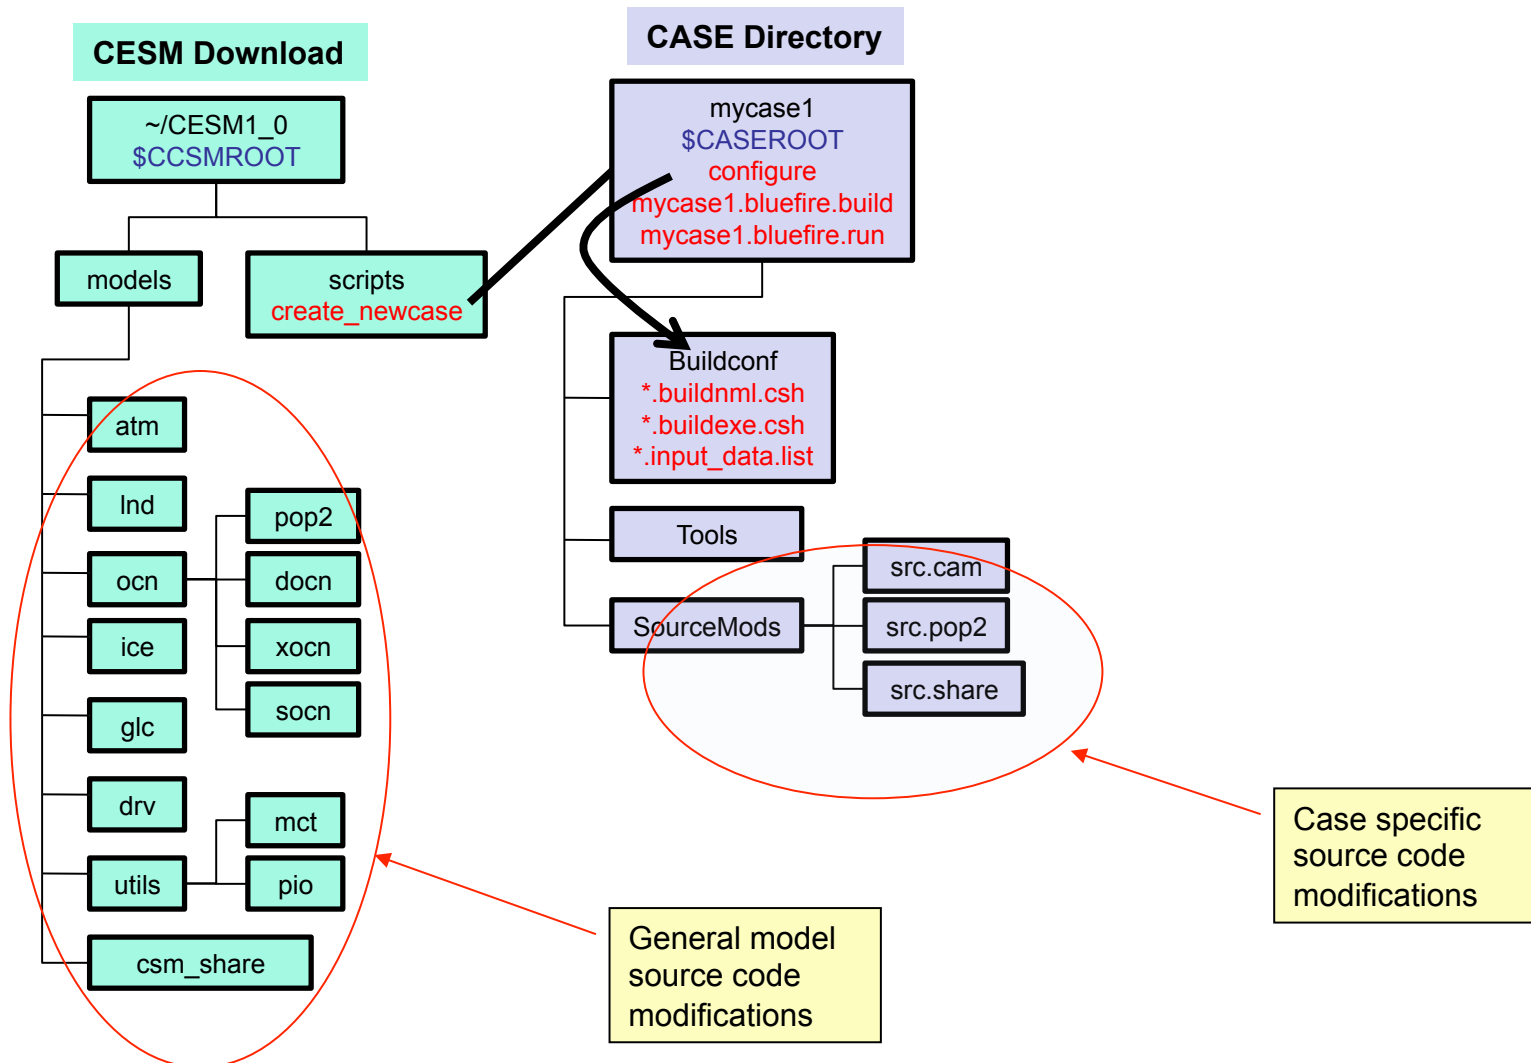 CESM Download
CASE Directory
~/CESM1_0
$CCSMROOT
models
scripts
create_newcase
atm
lnd
ocn
ice
glc
drv
utils
csm_share
pop2
docn
xocn
socn
mct
pio
mycase1
$CASEROOT
configure
mycase1.bluefire.build
mycase1.bluefire.run
Buildconf
*.buildnml.csh
*.buildexe.csh
*.input_data.list
Tools
SourceMods
src.cam
src.pop2
src.share
General model
source code
modifications
Case specific
source code
modifications